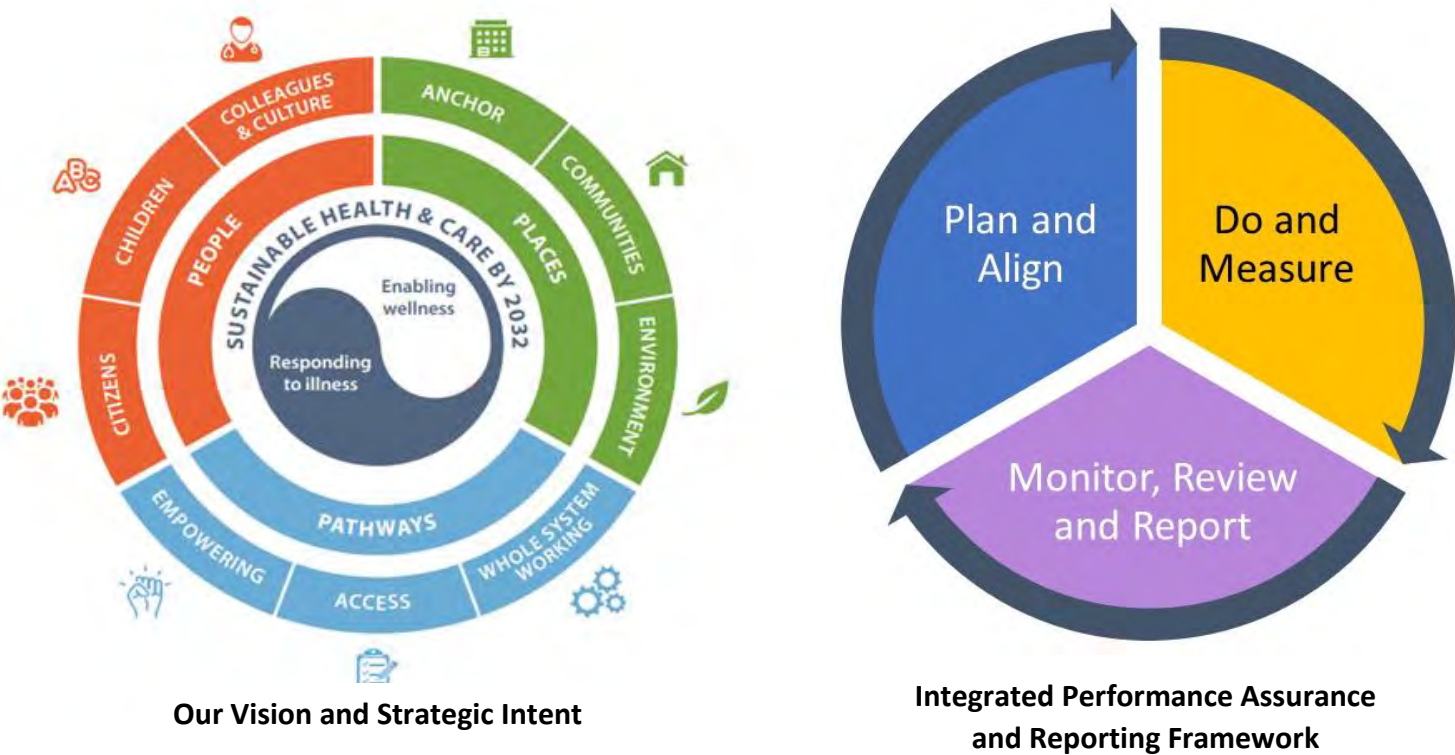 COLLEAGUES
& CULTURE
ANCHOR
CHILDREN
COMMUNITIES
CITIZENS
ENVIRONMENT
PEOPLE
PLACES
SUSTAINABLE HEALTH & CARE BY 2032
Enabling
wellness
Responding
to illness
PATHWAYS
EMPOWERING
ACCESS
WHOLE SYSTEM
WORKING
ABC
Our Vision and Strategic Intent
Plan and
Align
Do and
Measure
Monitor, Review
and Report
Integrated Performance Assurance
and Reporting Framework